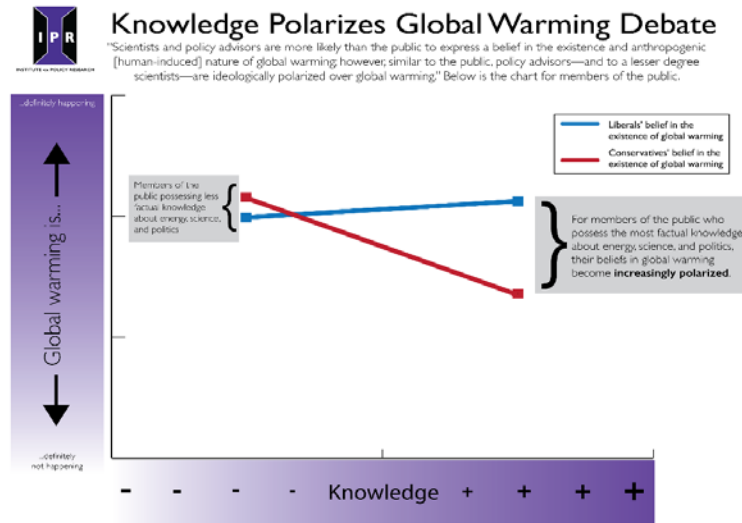 IPR
INSTITUTE FOR POLICY RESEARCH
Knowledge Polarizes Global Warming Debate
"Scientists and policy advisors are more likely than the public to express a belief in the existence and anthropogenic
[human-induced] nature of global warming; however, similar to the public, policy advisors—and to a lesser degree
scientists—are ideologically polarized over global warming." Below is the chart for members of the public.
...definitely happening
Liberals' belief in the
existence of global warming
Conservatives' belief in the
existence of global warming
Members of the
public possessing less
factual knowledge
about energy, science,
and politics
For members of the public who
possess the most factual knowledge
about energy, science, and politics,
their beliefs in global warming
become increasingly polarized.
Global warming is...
...definitely
not happening
- - - - Knowledge + + + +